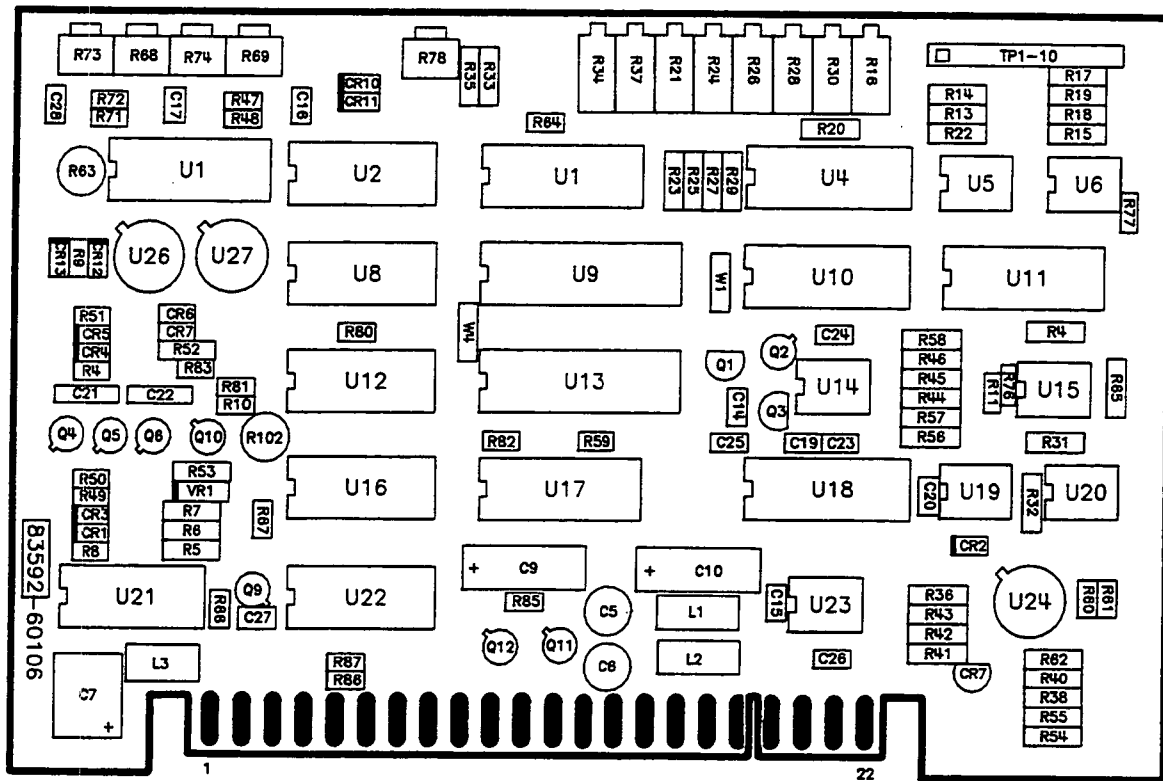 R73 R68 R74 R69 R78 R35 R33 R34 R37 R21 R24 R26 R28 R30 R16 TP1-10
R17
R14 R19
R13 R18
R22 R15
C28 R72 C17 R47 C16 CR10
R71 R48 CR11
R64 R20
R63 U1 U2 U1 R23 R25 R27 R29 U4 U5 U6 R77
CR13 R9 CR12 U26 U27 U8 U9 W1 U10 U11
R51 CR6
CR5 CR7 R80 W4 C24 R58 R4
CR4 R52 R46
R4 R83 Q1 Q2 R45
C21 C22 R81 U12 U13 U14 R44 R11 R76 U15 R85
R10 C14 Q3 R57
Q4 Q5 Q6 Q10 R102 R82 R59 C25 C19 C23 R56 R31
R50 R53
R49 VR1 U16 U17 U18 C20 U19 R32 U20
CR3 R7 R67
CR1 R6
R8 R5 CR2
83592-60106
C9 C10
+ +
U21 R66 Q9 U22 R85 C5 L1 C15 U23 R36 U24 R60 R61
C27 R43
R42
Q12 Q11 L2 C26 R41
L3 R87 C6 CR7 R62
R86 R40
C7 R38
+ R55
R54
1 22